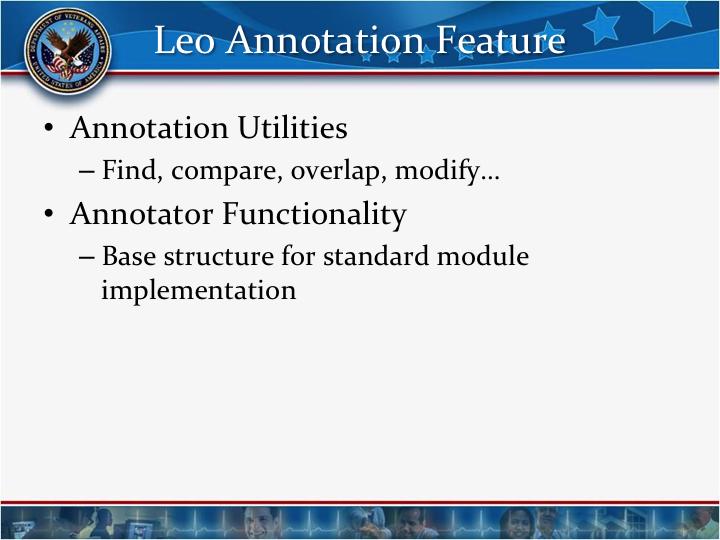 Leo Annotation Feature
• Annotation Utilities
– Find, compare, overlap, modify…
• Annotator Functionality
– Base structure for standard module
implementation
DEPARTMENT OF VETERANS AFFAIRS
UNITED STATES OF AMERICA